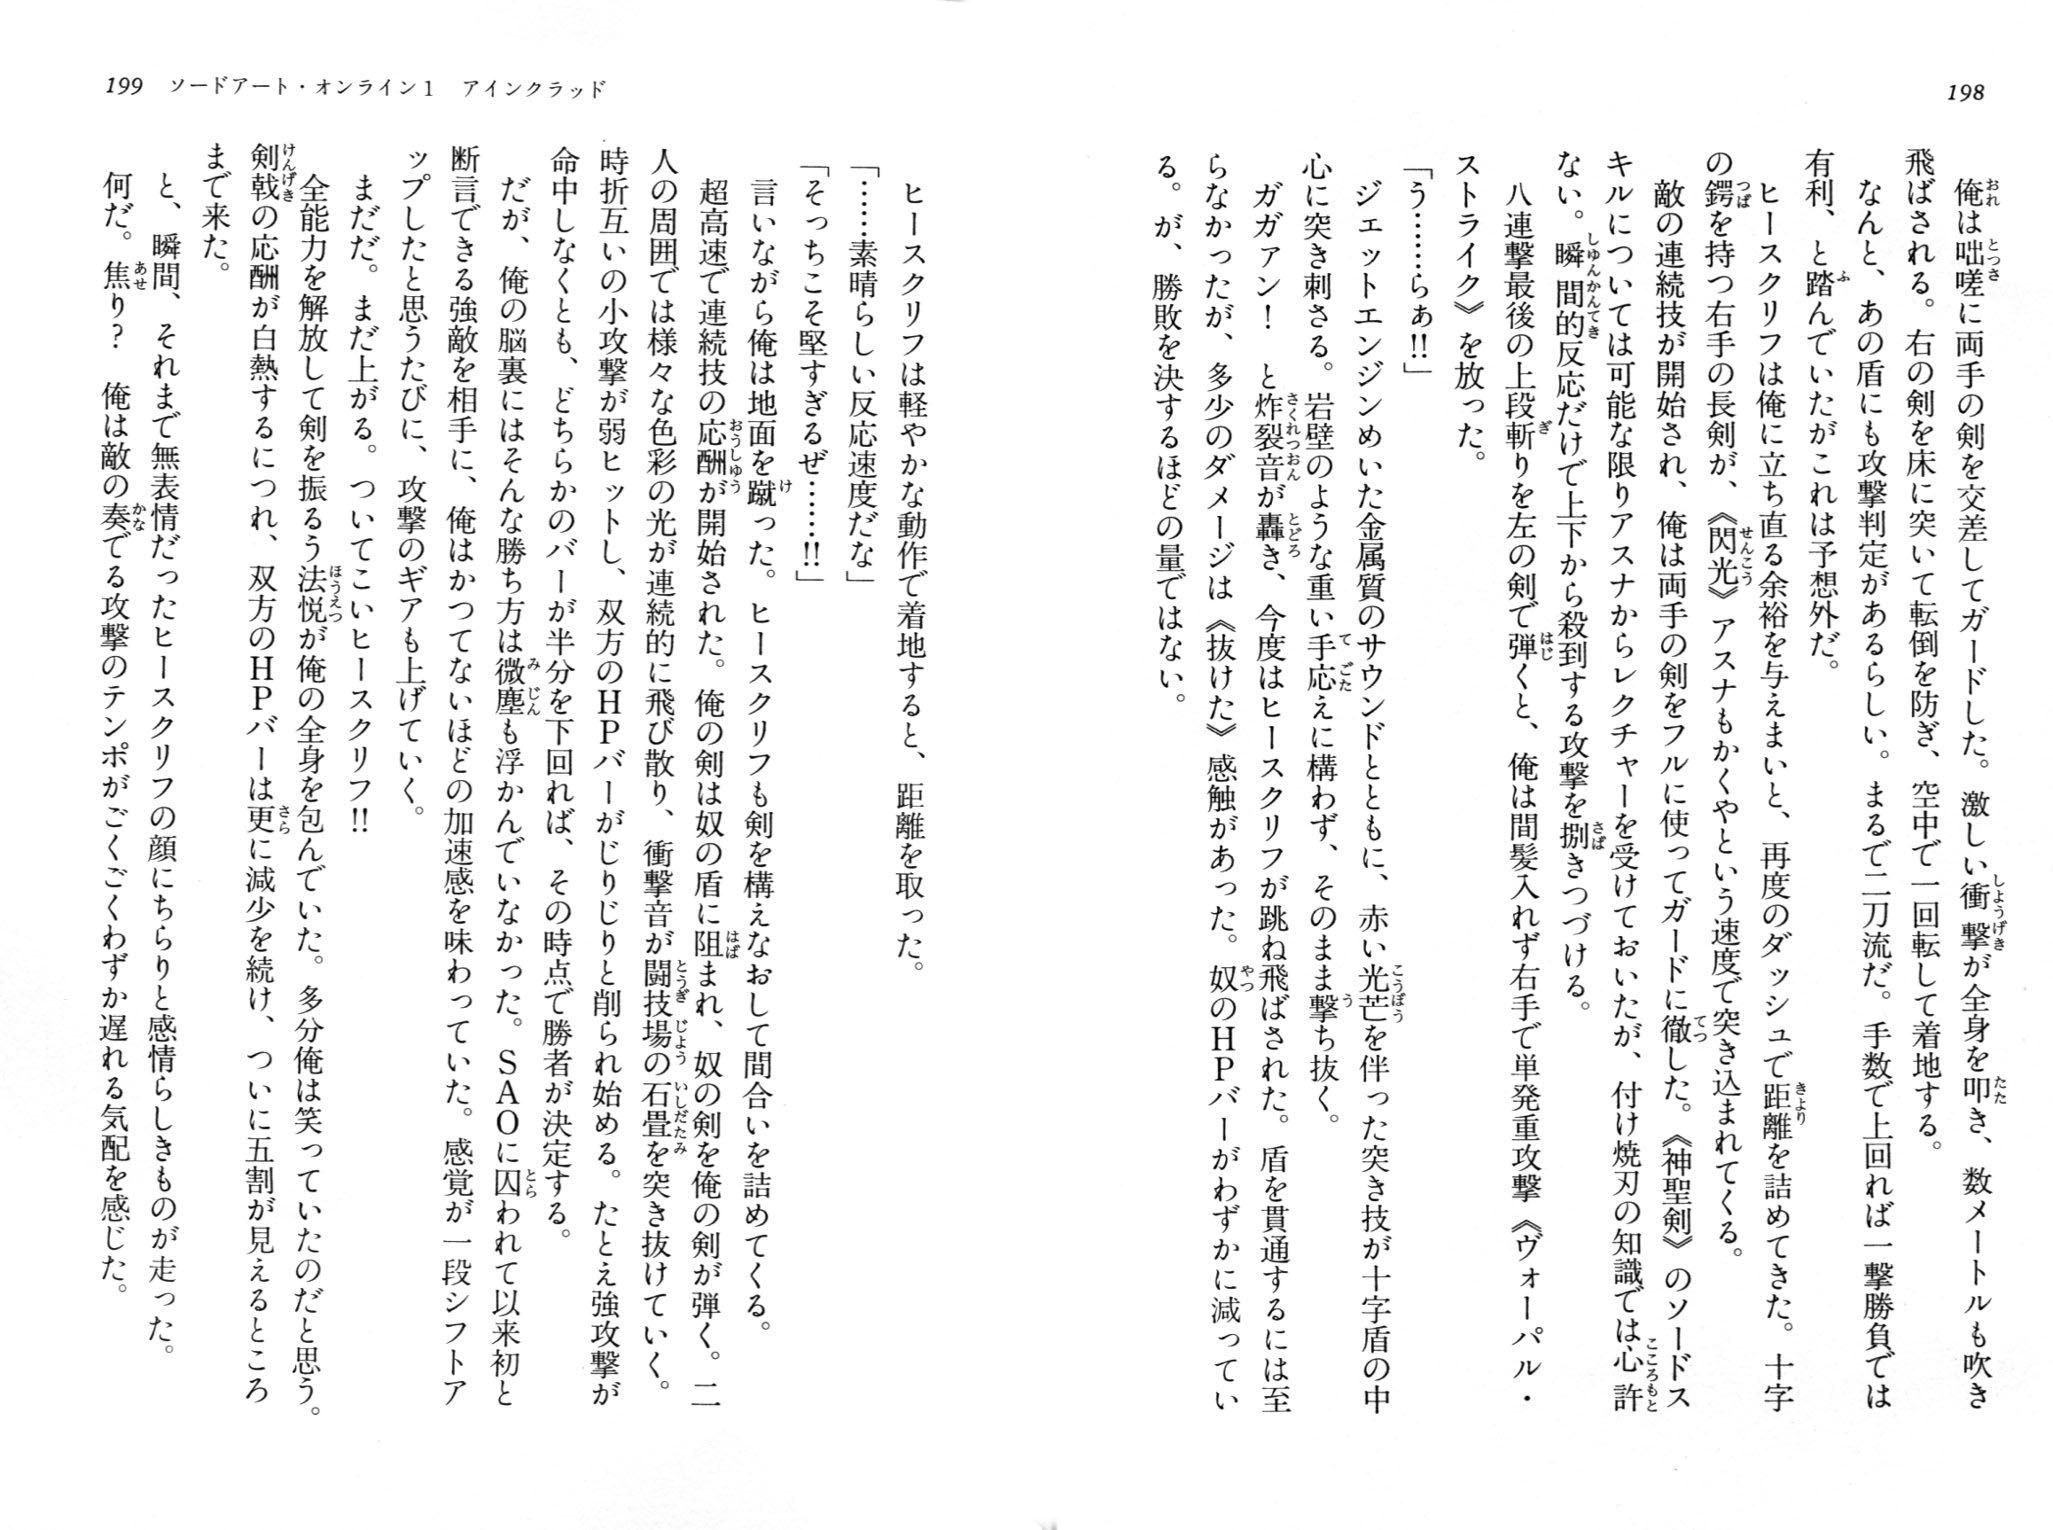 198
俺は咄嗟に両手の剣を交差してガードした。激しい衝撃が全身を叩き、数メートルも吹き
飛ばされる。右の剣を床に突いて転倒を防ぎ、空中で一回転して着地する。
なんと、あの盾にも攻撃判定があるらしい。まるで二刀流だ。手数で上回れば一撃勝負では
有利、と踏んでいたがこれは予想外だ。
ヒースクリフは俺に立ち直る余裕を与えまいと、再度のダッシュで距離を詰めてきた。十字
の鍔を持つ右手の長剣が、《閃光》アスナもかくやという速度で突き込まれてくる。
敵の連続技が開始され、俺は両手の剣をフルに使ってガードに徹した。《神聖剣》のソードス
キルについては可能な限りアスナからレクチャーを受けておいたが、付け焼刃の知識では心許
ない。瞬間的反応だけで上下から殺到する攻撃を捌きつづける。
八連撃最後の上段斬りを左の剣で弾くと、俺は間髪入れず右手で単発重攻撃《ヴォーパル・
ストライク》を放った。
「う……らぁ!!」
ジェットエンジンめいた金属質のサウンドとともに、赤い光芒を伴った突き技が十字盾の中
心に突き刺さる。岩壁のような重い手応えに構わず、そのまま撃ち抜く。
ガガァン！　と炸裂音が轟き、今度はヒースクリフが跳ね飛ばされた。盾を貫通するには至
らなかったが、多少のダメージは《抜けた》感触があった。奴のＨＰバーがわずかに減ってい
る。が、勝敗を決するほどの量ではない。
199　ソードアート・オンライン1　アインクラッド
ヒースクリフは軽やかな動作で着地すると、距離を取った。
「……素晴らしい反応速度だな」
「そっちこそ堅すぎるぜ……!!」
言いながら俺は地面を蹴った。ヒースクリフも剣を構えなおして間合いを詰めてくる。
超高速で連続技の応酬が開始された。俺の剣は奴の盾に阻まれ、奴の剣を俺の剣が弾く。二
人の周囲では様々な色彩の光が連続的に飛び散り、衝撃音が闘技場の石畳を突き抜けていく。
時折互いの小攻撃が弱ヒットし、双方のＨＰバーがじりじりと削られ始める。たとえ強攻撃が
命中しなくとも、どちらかのバーが半分を下回れば、その時点で勝者が決定する。
だが、俺の脳裏にはそんな勝ち方は微塵も浮かんでいなかった。ＳＡＯに囚われて以来初と
断言できる強敵を相手に、俺はかつてないほどの加速感を味わっていた。感覚が一段シフトア
ップしたと思うたびに、攻撃のギアも上げていく。
まだだ。まだ上がる。ついてこいヒースクリフ!!
全能力を解放して剣を振るう法悦が俺の全身を包んでいた。多分俺は笑っていたのだと思う。
剣戟の応酬が白熱するにつれ、双方のＨＰバーは更に減少を続け、ついに五割が見えるところ
まで来た。
と、瞬間、それまで無表情だったヒースクリフの顔にちらりと感情らしきものが走った。
何だ。焦り？　俺は敵の奏でる攻撃のテンポがごくごくわずか遅れる気配を感じた。